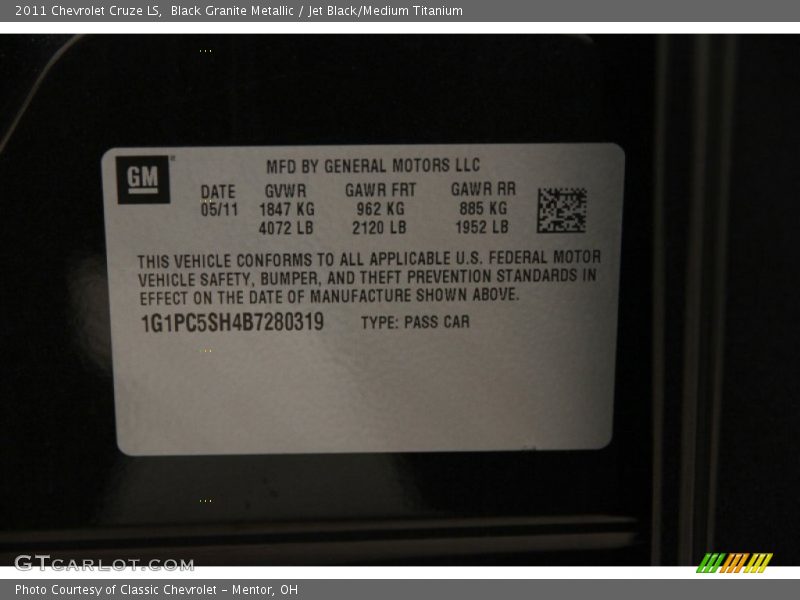 2011 Chevrolet Cruze LS,  Black Granite Metallic / Jet Black/Medium Titanium
GM
MFD BY GENERAL MOTORS LLC
DATE GVWR GAWR FRT GAWR RR
05/11 1847 KG 962 KG 885 KG
4072 LB 2120 LB 1952 LB
THIS VEHICLE CONFORMS TO ALL APPLICABLE U.S. FEDERAL MOTOR
VEHICLE SAFETY, BUMPER, AND THEFT PREVENTION STANDARDS IN
EFFECT ON THE DATE OF MANUFACTURE SHOWN ABOVE.
1G1PC5SH4B7280319 TYPE: PASS CAR
GTCARLOT.COM
Photo Courtesy of Classic Chevrolet - Mentor, OH